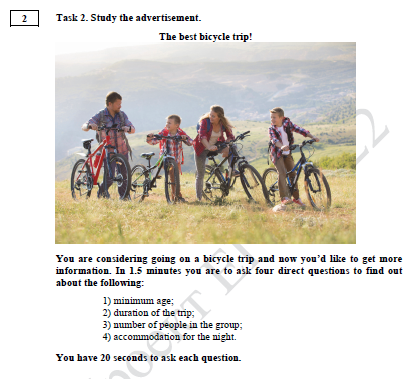 2
Task 2. Study the advertisement.
The best bicycle trip!
You are considering going on a bicycle trip and now you’d like to get more
information. In 1.5 minutes you are to ask four direct questions to find out
about the following:
1) minimum age;
2) duration of the trip;
3) number of people in the group;
4) accommodation for the night.
You have 20 seconds to ask each question.